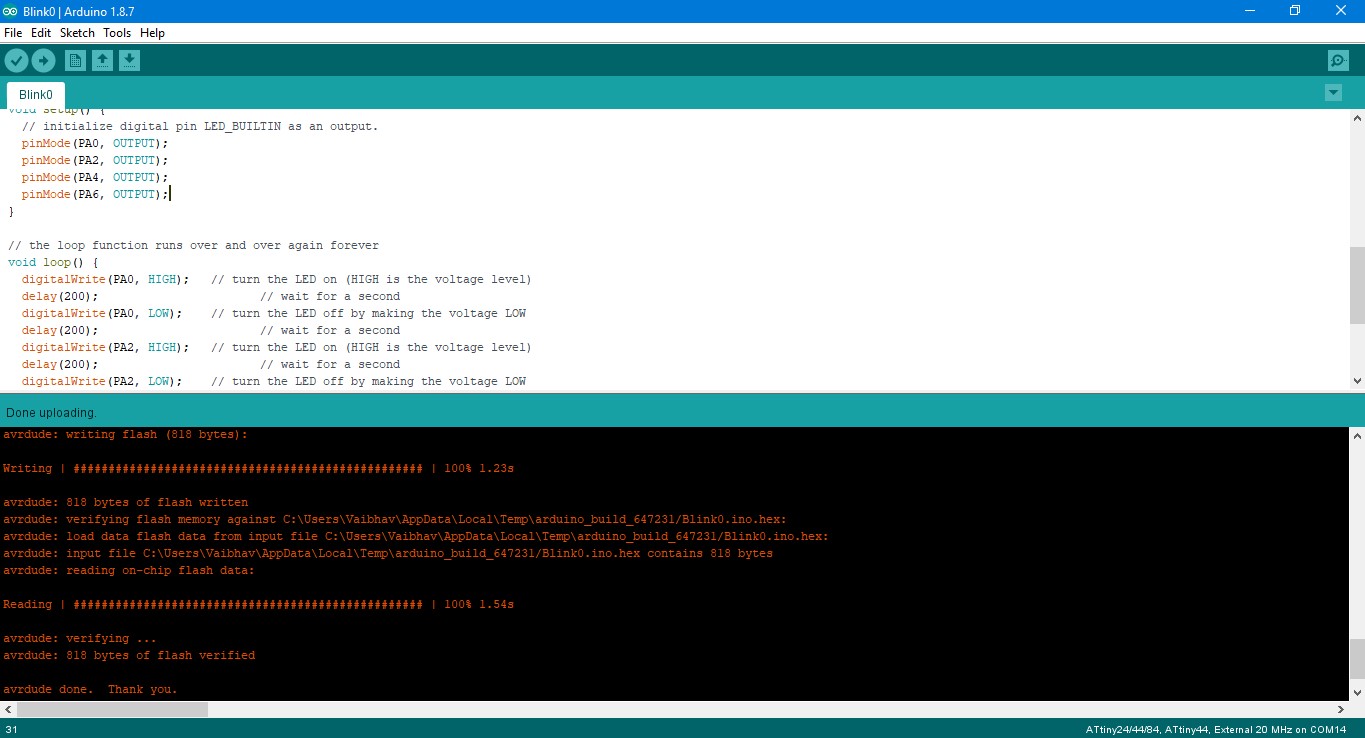 Blink0 | Arduino 1.8.7
File Edit Sketch Tools Help
Blink0
void setup() {
  // initialize digital pin LED_BUILTIN as an output.
  pinMode(PA0, OUTPUT);
  pinMode(PA2, OUTPUT);
  pinMode(PA4, OUTPUT);
  pinMode(PA6, OUTPUT);
}
// the loop function runs over and over again forever
void loop() {
  digitalWrite(PA0, HIGH);   // turn the LED on (HIGH is the voltage level)
  delay(200);                       // wait for a second
  digitalWrite(PA0, LOW);    // turn the LED off by making the voltage LOW
  delay(200);                       // wait for a second
  digitalWrite(PA2, HIGH);   // turn the LED on (HIGH is the voltage level)
  delay(200);                       // wait for a second
  digitalWrite(PA2, LOW);    // turn the LED off by making the voltage LOW
Done uploading.
avrdude: writing flash (818 bytes):
Writing | ################################################## | 100% 1.23s
avrdude: 818 bytes of flash written
avrdude: verifying flash memory against C:\Users\Vaibhav\AppData\Local\Temp\arduino_build_647231/Blink0.ino.hex:
avrdude: load data flash data from input file C:\Users\Vaibhav\AppData\Local\Temp\arduino_build_647231/Blink0.ino.hex:
avrdude: input file C:\Users\Vaibhav\AppData\Local\Temp\arduino_build_647231/Blink0.ino.hex contains 818 bytes
avrdude: reading on-chip flash data:
Reading | ################################################## | 100% 1.54s
avrdude: verifying ...
avrdude: 818 bytes of flash verified
avrdude done.  Thank you.
31
ATtiny24/44/84, ATtiny44, External 20 MHz on COM14